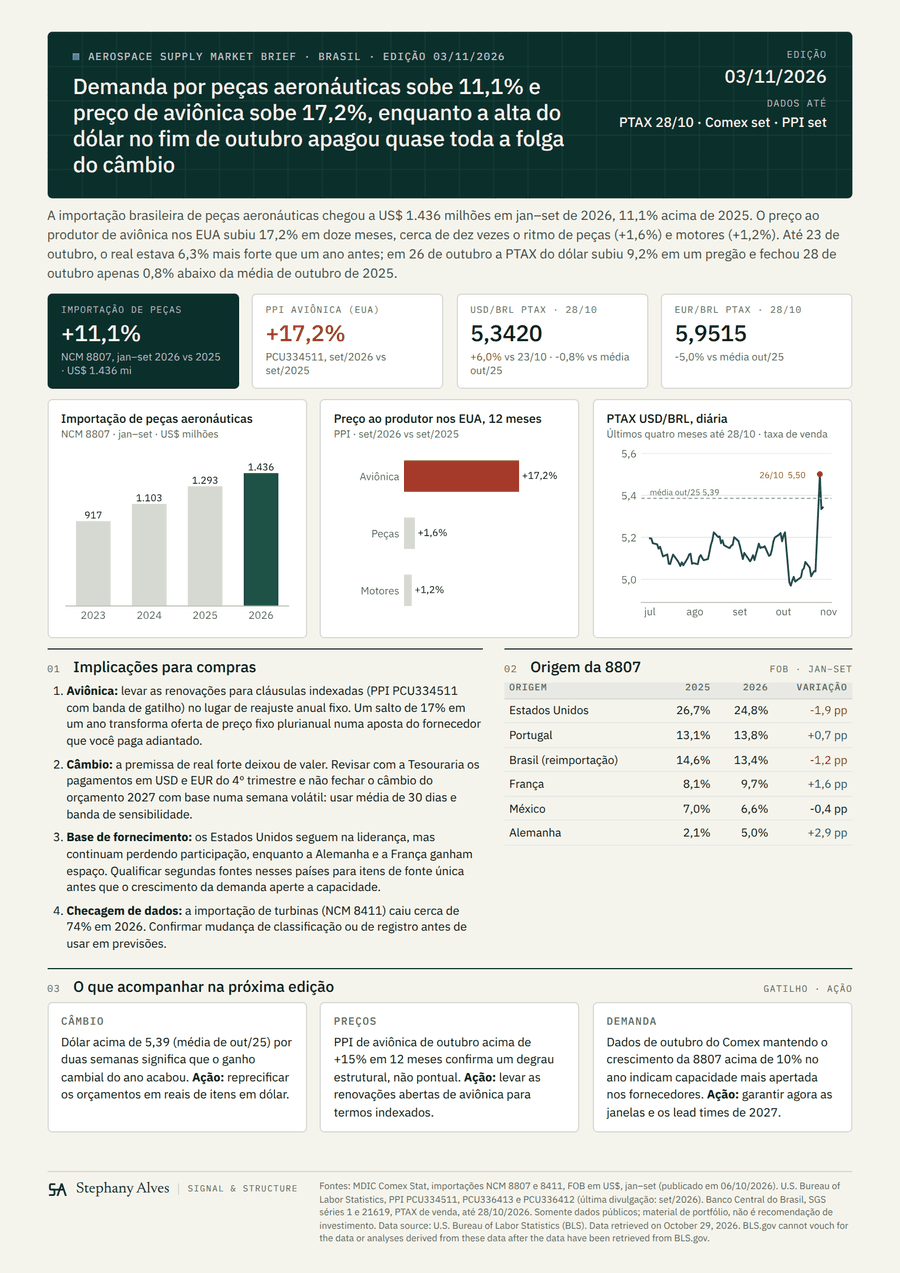 AEROSPACE SUPPLY MARKET BRIEF · BRASIL · EDIÇÃO 03/11/2026
Demanda por peças aeronáuticas sobe 11,1% e
preço de aviônica sobe 17,2%, enquanto a alta do
dólar no fim de outubro apagou quase toda a folga
do câmbio
EDIÇÃO
03/11/2026
DADOS ATÉ
PTAX 28/10 · Comex set · PPI set
A importação brasileira de peças aeronáuticas chegou a US$ 1.436 milhões em jan–set de 2026, 11,1% acima de 2025. O preço ao
produtor de aviônica nos EUA subiu 17,2% em doze meses, cerca de dez vezes o ritmo de peças (+1,6%) e motores (+1,2%). Até 23 de
outubro, o real estava 6,3% mais forte que um ano antes; em 26 de outubro a PTAX do dólar subiu 9,2% em um pregão e fechou 28 de
outubro apenas 0,8% abaixo da média de outubro de 2025.
IMPORTAÇÃO DE PEÇAS
+11,1%
NCM 8807, jan–set 2026 vs 2025
· US$ 1.436 mi
PPI AVIÔNICA (EUA)
+17,2%
PCU334511, set/2026 vs
set/2025
USD/BRL PTAX · 28/10
5,3420
+6,0% vs 23/10 · -0,8% vs média
out/25
EUR/BRL PTAX · 28/10
5,9515
-5,0% vs média out/25
Importação de peças aeronáuticas
NCM 8807 · jan–set · US$ milhões
917
1.103
1.293
1.436
2023
2024
2025
2026
Preço ao produtor nos EUA, 12 meses
PPI · set/2026 vs set/2025
Aviônica
+17,2%
Peças
+1,6%
Motores
+1,2%
PTAX USD/BRL, diária
Últimos quatro meses até 28/10 · taxa de venda
5,6
26/10 5,50
5,4
média out/25 5,39
5,2
5,0
jul
ago
set
out
nov
01 Implicações para compras
1. Aviônica: levar as renovações para cláusulas indexadas (PPI PCU334511
com banda de gatilho) no lugar de reajuste anual fixo. Um salto de 17% em
um ano transforma oferta de preço fixo plurianual numa aposta do fornecedor
que você paga adiantado.
2. Câmbio: a premissa de real forte deixou de valer. Revisar com a Tesouraria os
pagamentos em USD e EUR do 4º trimestre e não fechar o câmbio do
orçamento 2027 com base numa semana volátil: usar média de 30 dias e
banda de sensibilidade.
3. Base de fornecimento: os Estados Unidos seguem na liderança, mas
continuam perdendo participação, enquanto a Alemanha e a França ganham
espaço. Qualificar segundas fontes nesses países para itens de fonte única
antes que o crescimento da demanda aperte a capacidade.
4. Checagem de dados: a importação de turbinas (NCM 8411) caiu cerca de
74% em 2026. Confirmar mudança de classificação ou de registro antes de
usar em previsões.
02 Origem da 8807 FOB · JAN–SET
ORIGEM 2025 2026 VARIAÇÃO
Estados Unidos 26,7% 24,8% -1,9 pp
Portugal 13,1% 13,8% +0,7 pp
Brasil (reimportação) 14,6% 13,4% -1,2 pp
França 8,1% 9,7% +1,6 pp
México 7,0% 6,6% -0,4 pp
Alemanha 2,1% 5,0% +2,9 pp
03 O que acompanhar na próxima edição GATILHO · AÇÃO
CÂMBIO
Dólar acima de 5,39 (média de out/25) por
duas semanas significa que o ganho
cambial do ano acabou. Ação: reprecificar
os orçamentos em reais de itens em dólar.
PREÇOS
PPI de aviônica de outubro acima de
+15% em 12 meses confirma um degrau
estrutural, não pontual. Ação: levar as
renovações abertas de aviônica para
termos indexados.
DEMANDA
Dados de outubro do Comex mantendo o
crescimento da 8807 acima de 10% no
ano indicam capacidade mais apertada
nos fornecedores. Ação: garantir agora as
janelas e os lead times de 2027.
SA Stephany Alves | SIGNAL & STRUCTURE
Fontes: MDIC Comex Stat, importações NCM 8807 e 8411, FOB em US$, jan–set (publicado em 06/10/2026). U.S. Bureau of
Labor Statistics, PPI PCU334511, PCU336413 e PCU336412 (última divulgação: set/2026). Banco Central do Brasil, SGS
séries 1 e 21619, PTAX de venda, até 28/10/2026. Somente dados públicos; material de portfólio, não é recomendação de
investimento. Data source: U.S. Bureau of Labor Statistics (BLS). Data retrieved on October 29, 2026. BLS.gov cannot vouch for
the data or analyses derived from these data after the data have been retrieved from BLS.gov.